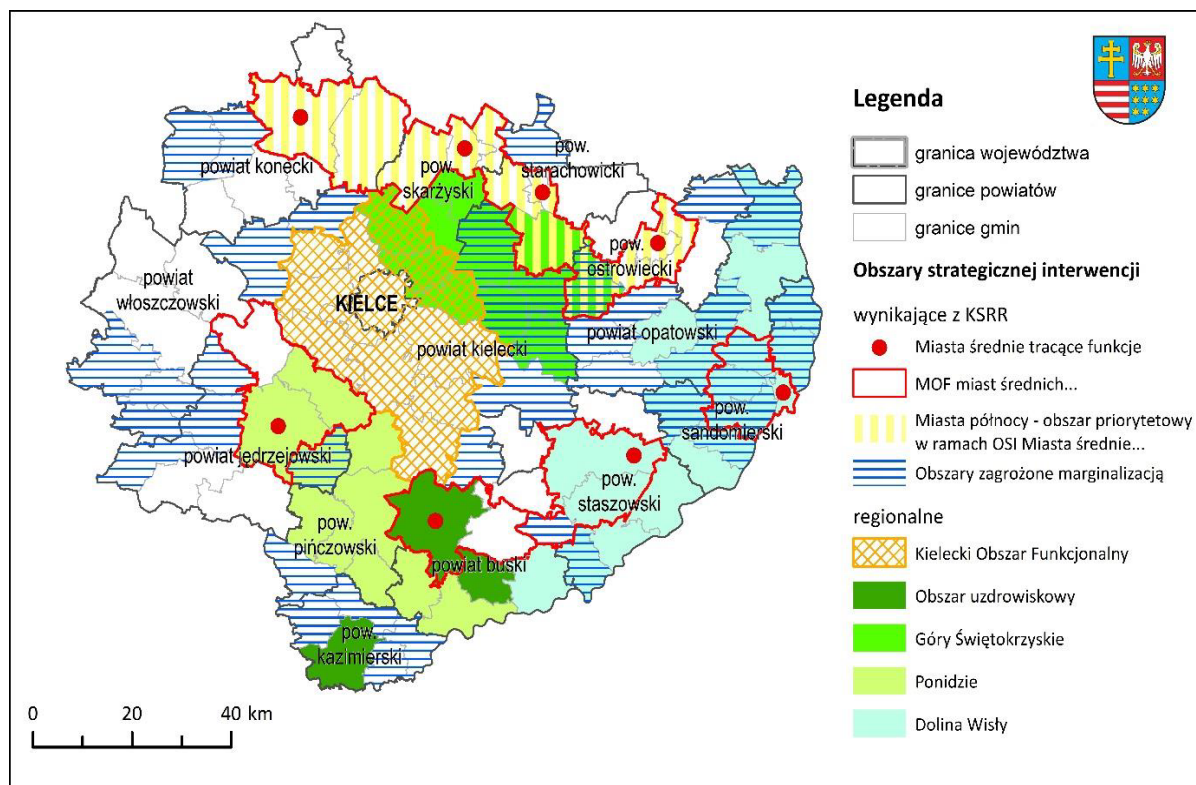 powiat konecki
pow.
skarżyski
pow.
starachowicki
pow.
ostrowiecki
powiat
włoszczowski
KIELCE
powiat kielecki
powiat opatowski
pow.
sandomierski
powiat jędrzejowski
pow.
staszowski
pow.
pińczowski
powiat buski
pow.
kazimierski
0 20 40 km
Legenda
granica województwa
granice powiatów
granice gmin
Obszary strategicznej interwencji
wynikające z KSRR
Miasta średnie tracące funkcje
MOF miast średnich...
Miasta północy - obszar priorytetowy
w ramach OSI Miasta średnie...
Obszary zagrożone marginalizacją
regionalne
Kielecki Obszar Funkcjonalny
Obszar uzdrowiskowy
Góry Świętokrzyskie
Ponidzie
Dolina Wisły